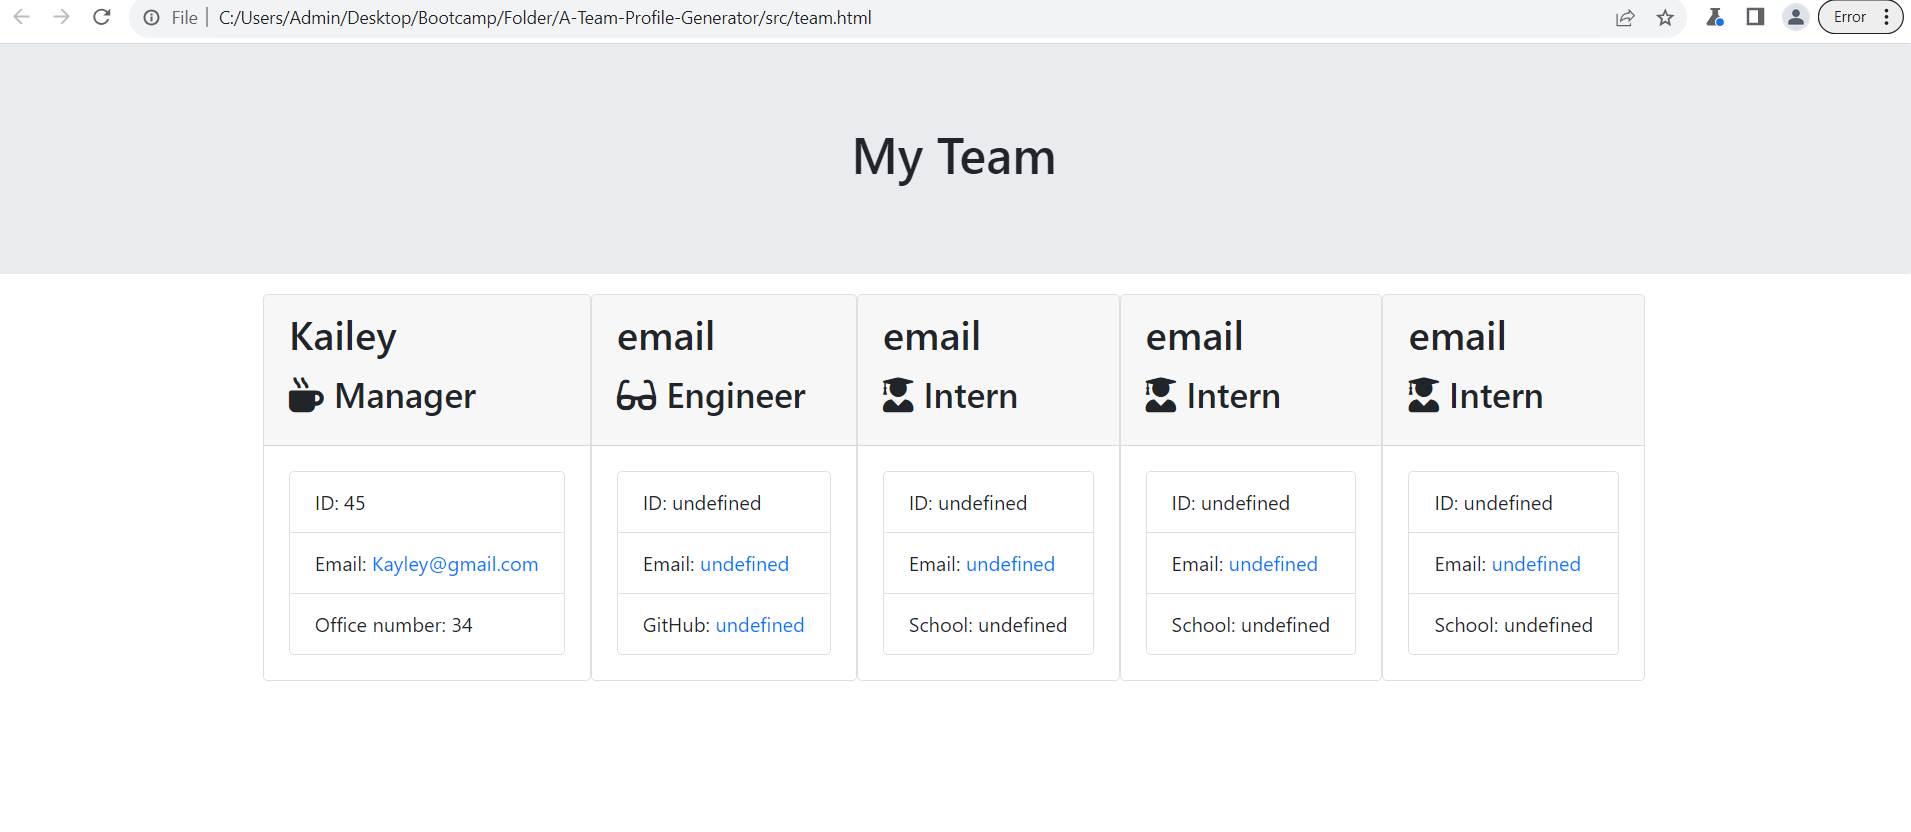 File
C:/Users/Admin/Desktop/Bootcamp/Folder/A-Team-Profile-Generator/src/team.html
Error
My Team
Kailey
Manager
ID: 45
Email: Kayley@gmail.com
Office number: 34
email
Engineer
ID: undefined
Email: undefined
GitHub: undefined
email
Intern
ID: undefined
Email: undefined
School: undefined
email
Intern
ID: undefined
Email: undefined
School: undefined
email
Intern
ID: undefined
Email: undefined
School: undefined